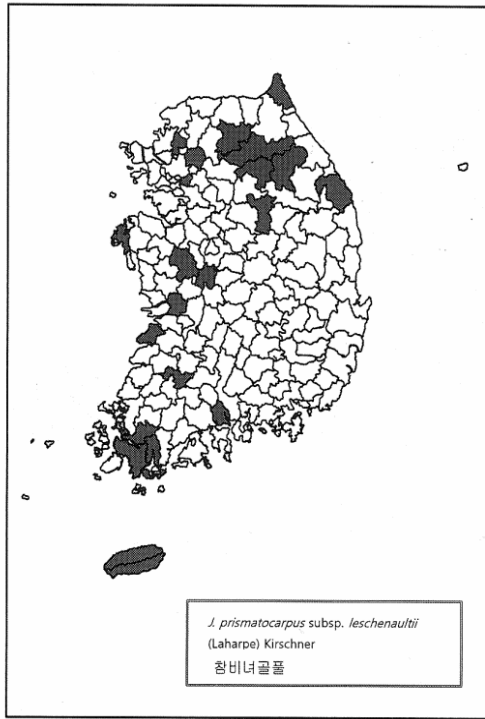 J. prismatocarpus subsp. leschenaultii
(Laharpe) Kirschner
참비녀골풀